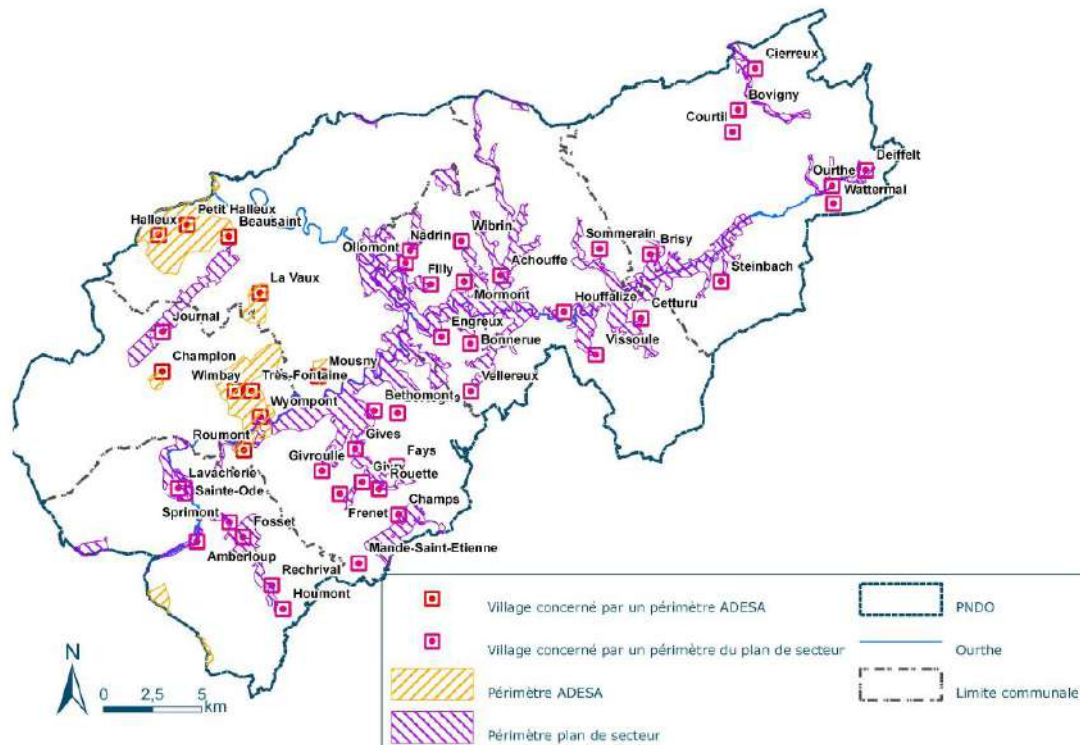 Cierreux
Bovigny
Courtil
Deiffelt
Ourthe
Wattermal
Petit Halleux
Halleux
Beausaint
Nadrin
Wibrin
Ollomont
Sommerain
Brisy
Achouffe
Steinbach
Filly
La Vaux
Mormont
Houffalize
Cetturu
Journal
Engreux
Bonnerue
Vissoule
Champlon
Mousny
Wimbay
Très-Fontaine
Vellereux
Bethomont
Wyompont
Gives
Roumont
Fays
Givroulle
Givry
Rouette
Lavacherie
Sainte-Ode
Champs
Sprimont
Fosset
Frenet
Amberloup
Mande-Saint-Etienne
Rechrival
Houmont
N
0 2,5 5
km
Village concerné par un périmètre ADESA
Village concerné par un périmètre du plan de secteur
Périmètre ADESA
Périmètre plan de secteur
PNDO
Ourthe
Limite communale